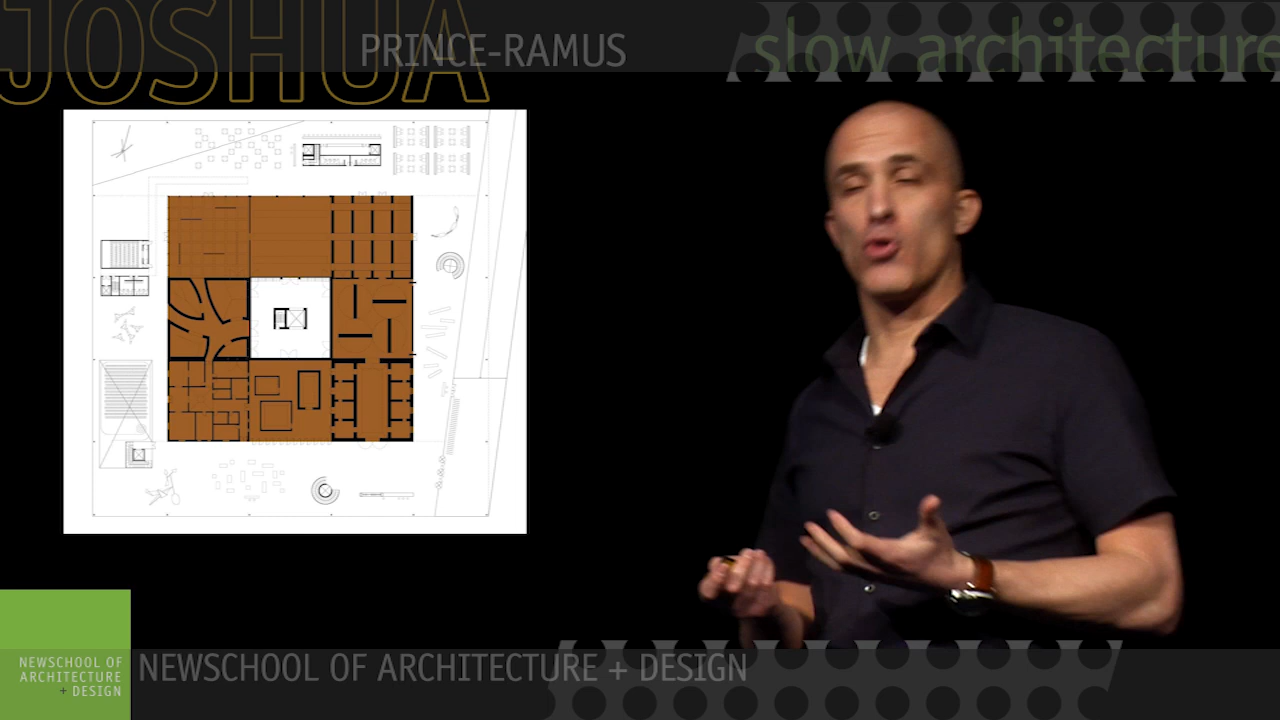 JOSHUA
PRINCE-RAMUS
slow architecture
NEWSCHOOL OF
ARCHITECTURE
+ DESIGN
NEWSCHOOL OF ARCHITECTURE + DESIGN